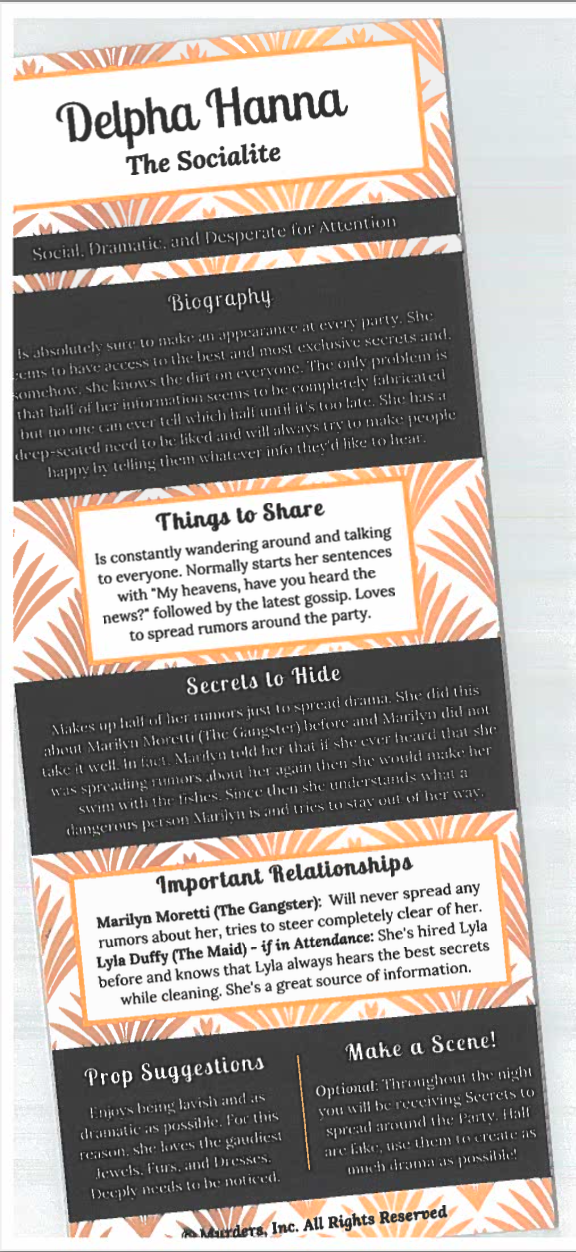 Delpha Hanna
The Socialite
Social, Dramatic, and Desperate for Attention
Biography
Is absolutely sure to make an appearance at every party. She
ems to have access to the best and most exclusive secrets and,
somehow, she knows the dirt on everyone. The only problem is
that half of her information seems to be completely fabricated
but no one can ever tell which half until it's too late. She has a
deep-seated need to be liked and will always try to make people
happy by telling them whatever info they'd like to hear.
Things to Share
Is constantly wandering around and talking
to everyone. Normally starts her sentences
with "My heavens, have you heard the
news?" followed by the latest gossip. Loves
to spread rumors around the party.
Secrets to Hide
Makes up half of her rumors just to spread drama. She did this
about Marilyn Moretti (The Gangster) before and Marilyn did not
take it well, in fact, Marilyn told her that if she ever heard that she
was spreading rumors about her again then she would make her
swim with the fishes. Since then she understands what a
dangerous person Marilyn is and tries to stay out of her way.
Important Relationships
Marilyn Moretti (The Gangster): Will never spread any
rumors about her, tries to steer completely clear of her.
Lyla Duffy (The Maid) - if in Attendance: She's hired Lyla
before and knows that Lyla always hears the best secrets
while cleaning. She's a great source of information.
Prop Suggestions
Enjoys being lavish and as
dramatic as possible. For this
reason, she loves the gaudiest
Jewels, Furs, and Dresses.
Deeply needs to be noticed.
Make a Scene!
Optional: Throughout the night
you will be receiving Secrets to
spread around the Party. Half
are fake, use them to create as
much drama as possible!
© Murders, Inc. All Rights Reserved